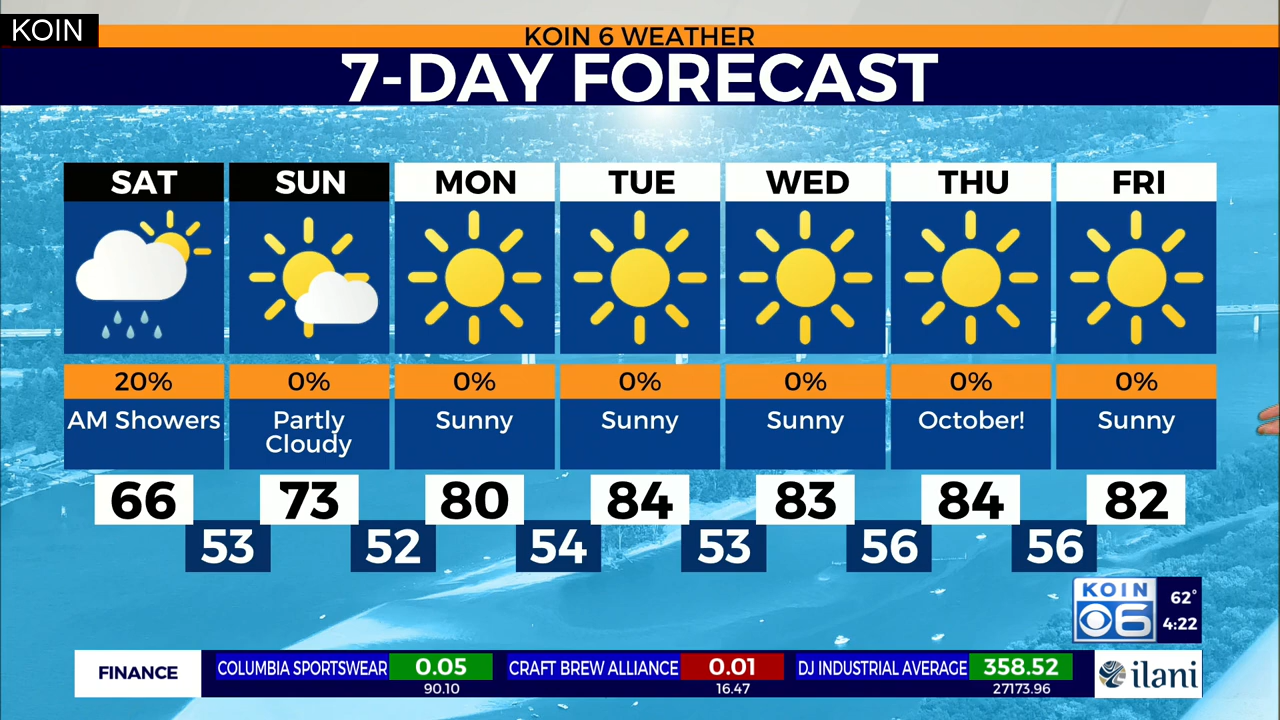 KOIN
KOIN 6 WEATHER
7-DAY FORECAST
SAT SUN MON TUE WED THU FRI
20% 0% 0% 0% 0% 0% 0%
AM Showers Partly Cloudy Sunny Sunny Sunny October! Sunny
66 73 80 84 83 84 82
53 52 54 53 56 56
KOIN 6
62°
4:22
FINANCE
COLUMBIA SPORTSWEAR 0.05 CRAFT BREW ALLIANCE 0.01 DJ INDUSTRIAL AVERAGE 358.52
90.10 16.47 27173.96
ilani